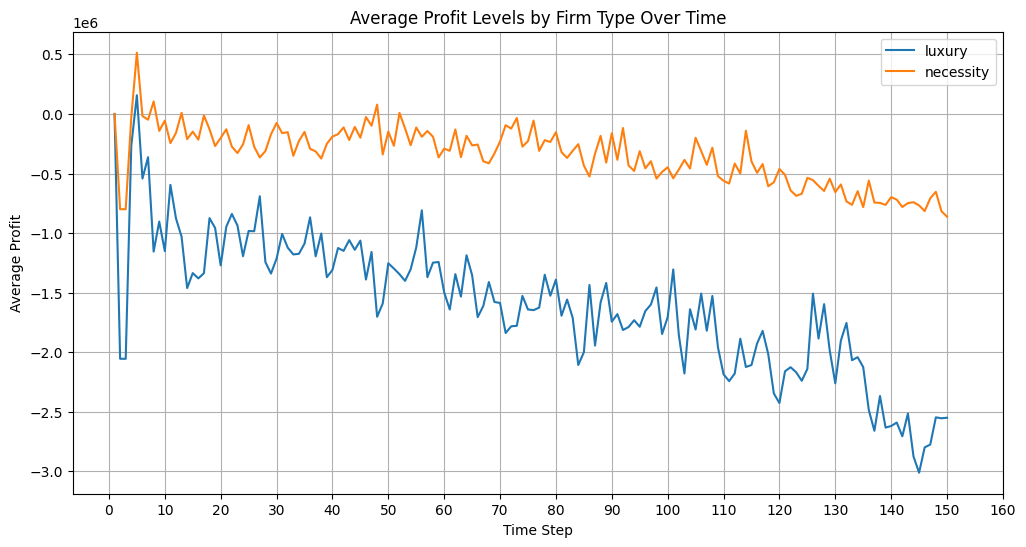 Average Profit Levels by Firm Type Over Time
1e6
luxury
necessity
0.5
0.0
−0.5
−1.0
−1.5
−2.0
−2.5
−3.0
Average Profit
0 10 20 30 40 50 60 70 80 90 100 110 120 130 140 150 160
Time Step